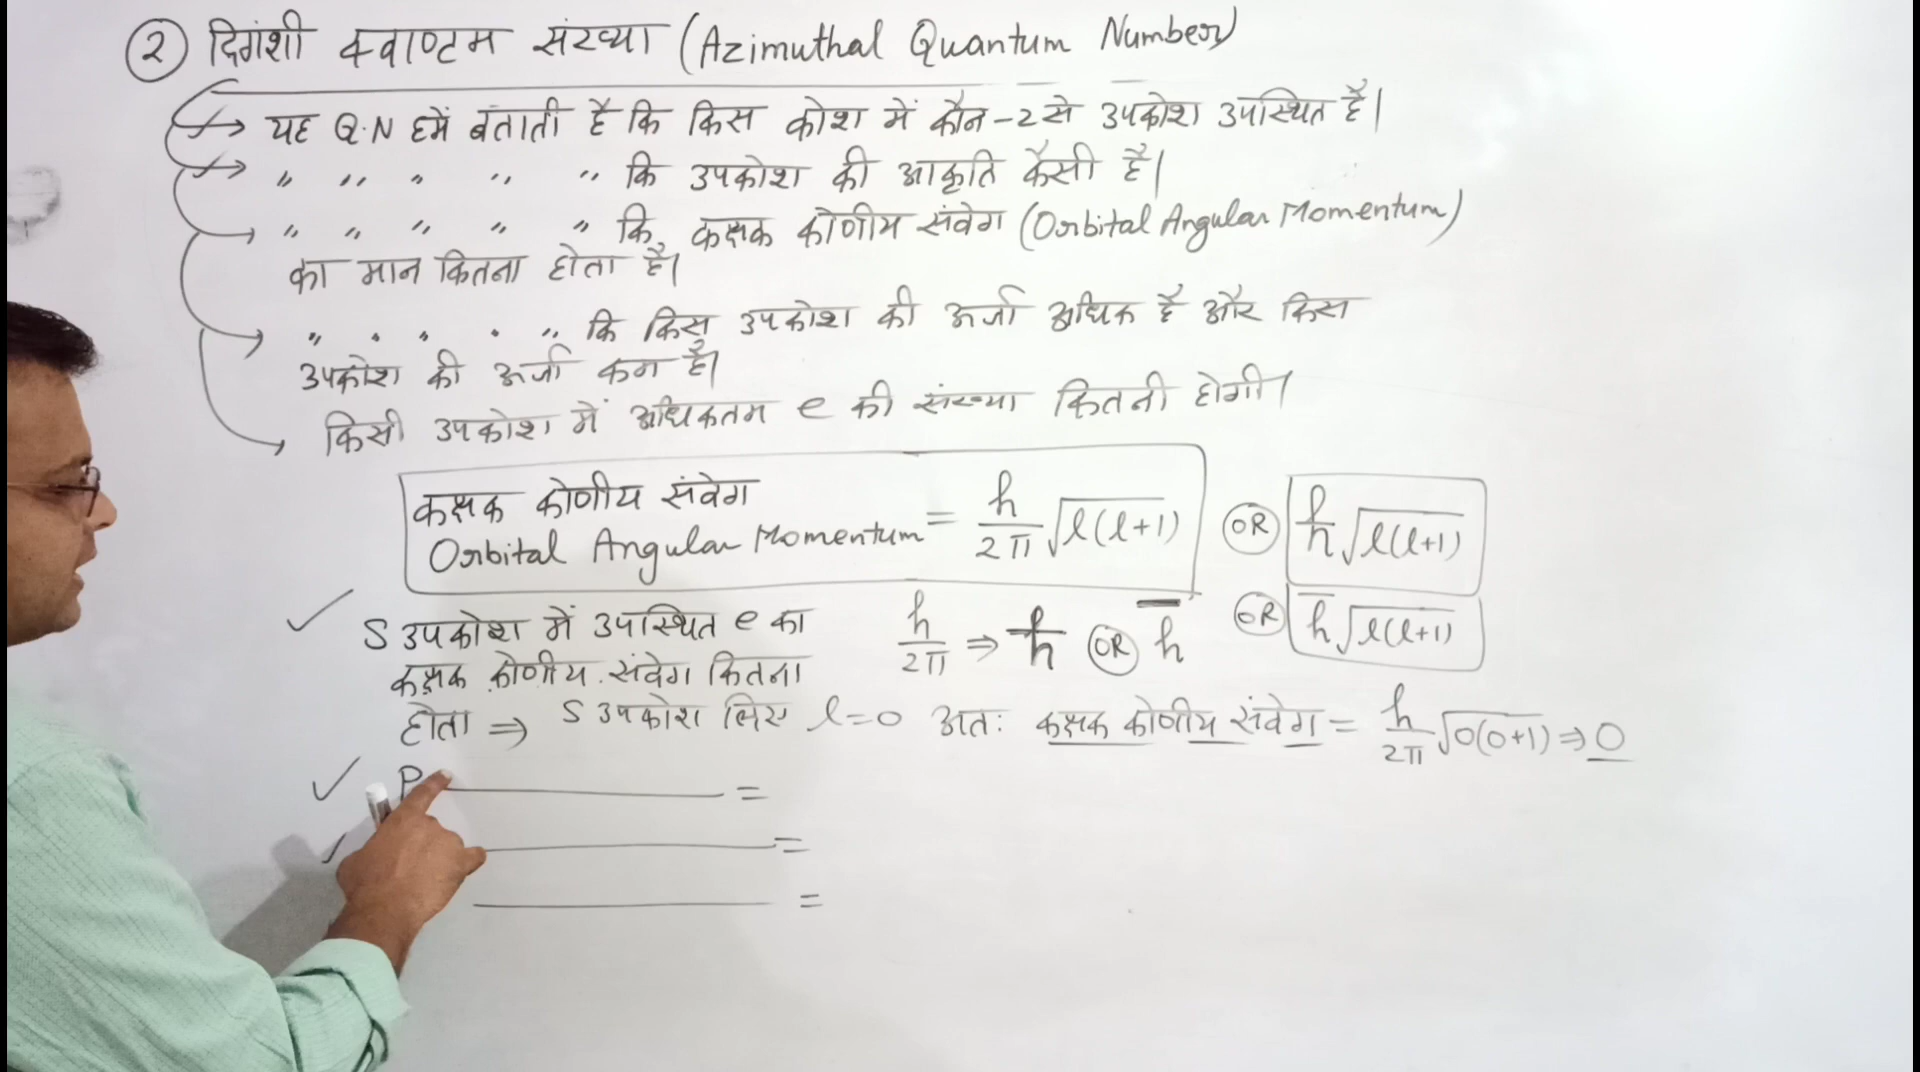 ② दिगंशी क्वाण्टम संख्या (Azimuthal Quantum Number)
→ यह Q.N हमें बताती है कि किस कोश में कौन-2 से उपकोश उपस्थित है।
→ " " " " " कि उपकोश की आकृति कैसी है।
→ " " " " " कि कक्षक कोणीय संवेग (Orbital Angular Momentum)
का मान कितना होता है।
→ " " " " " कि किस उपकोश की ऊर्जा अधिक है और किस
उपकोश की ऊर्जा कम है।
→ किसी उपकोश में अधिकतम e की संख्या कितनी होगी।
कक्षक कोणीय संवेग
Orbital Angular Momentum = h/2π √l(l+1) OR ħ√l(l+1)
OR h̄√l(l+1)
✓ S उपकोश में उपस्थित e का h/2π ⇒ ħ OR h̄
कक्षक कोणीय संवेग कितना
होता ⇒ S उपकोश लिए l=0 अतः कक्षक कोणीय संवेग = h/2π √0(0+1) ⇒ 0
✓ P =
✓ =
=